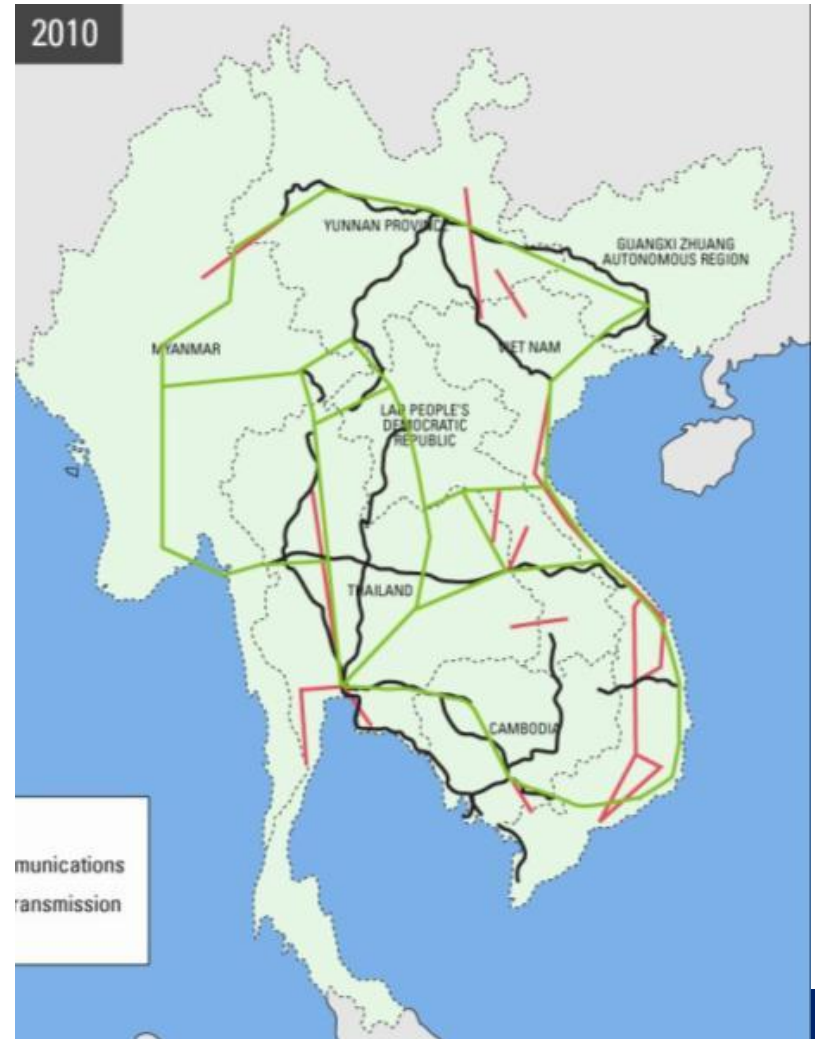 2010
YUNNAN PROVINCE
GUANGXI ZHUANG
AUTONOMOUS REGION
MYANMAR
VIET NAM
LAO PEOPLE'S
DEMOCRATIC
REPUBLIC
THAILAND
CAMBODIA
munications
ransmission